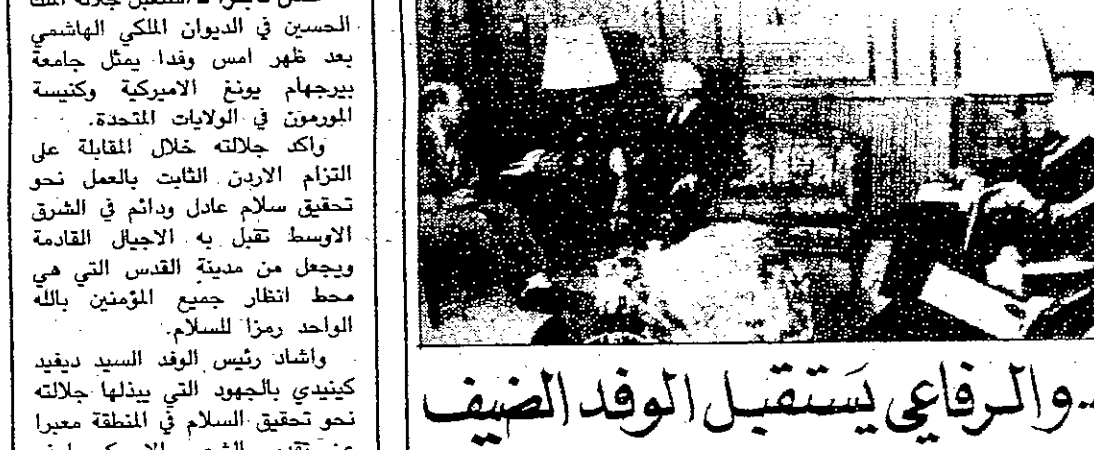 استقبل جلالة الملك
الحسين في الديوان الملكي الهاشمي
بعد ظهر امس وفدا يمثل جامعة
بيرجهام يونغ الاميركية وكنيسة
المورمون في الولايات المتحدة.
واكد جلالته خلال المقابلة على
التزام الاردن الثابت بالعمل نحو
تحقيق سلام عادل ودائم في الشرق
الاوسط تقبل به الاجيال القادمة
ويجعل من مدينة القدس التي هي
محط انظار جميع المؤمنين بالله
الواحد رمزا للسلام.
واشاد رئيس الوفد السيد ديفيد
كينيدي بالجهود التي يبذلها جلالته
نحو تحقيق السلام في المنطقة معبرا
..والرفاعي يستقبل الوفد الضيف